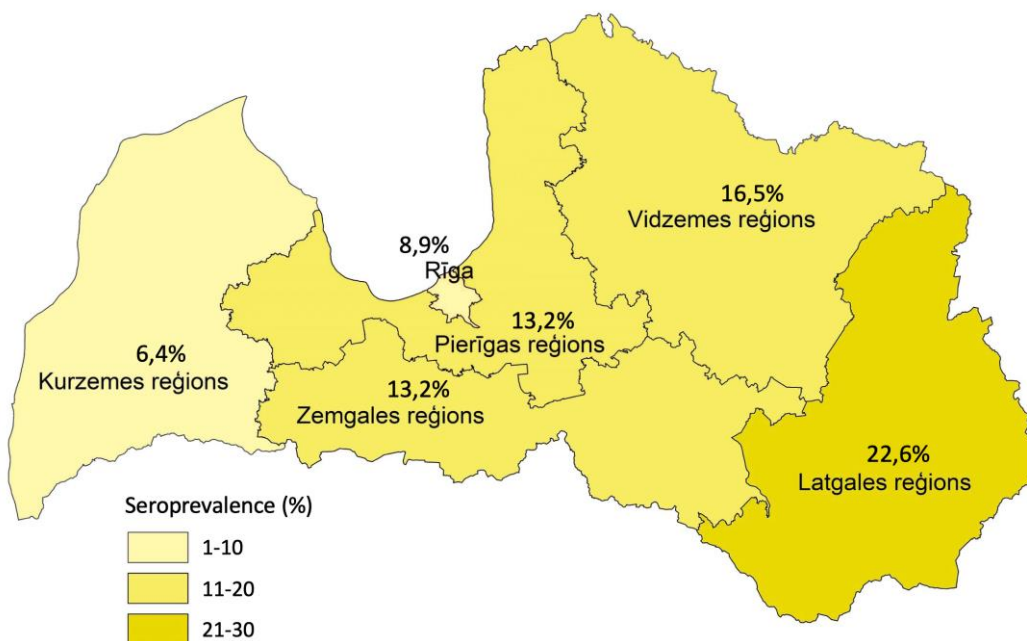 16,5%
Vidzemes reģions
8,9%
Rīga
13,2%
Pierīgas reģions
6,4%
Kurzemes reģions
13,2%
Zemgales reģions
22,6%
Latgales reģions
Seroprevalence (%)
1-10
11-20
21-30